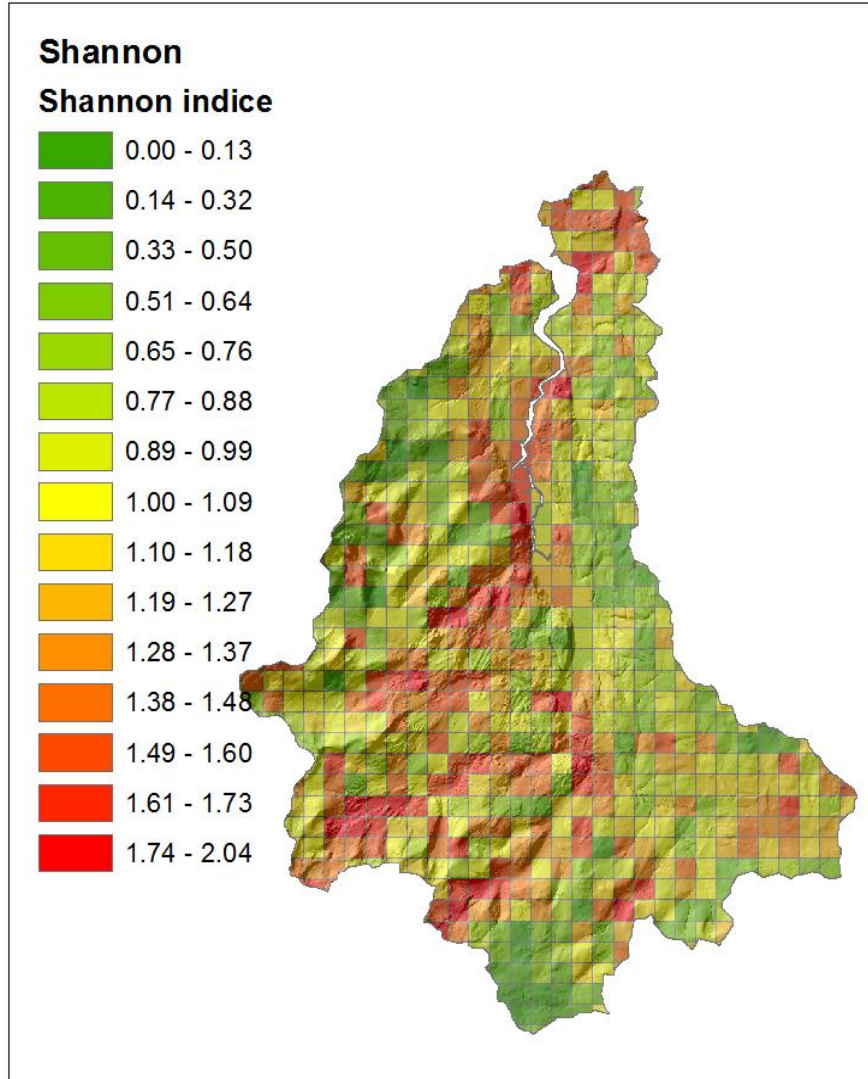 Shannon
Shannon indice
0.00 - 0.13
0.14 - 0.32
0.33 - 0.50
0.51 - 0.64
0.65 - 0.76
0.77 - 0.88
0.89 - 0.99
1.00 - 1.09
1.10 - 1.18
1.19 - 1.27
1.28 - 1.37
1.38 - 1.48
1.49 - 1.60
1.61 - 1.73
1.74 - 2.04